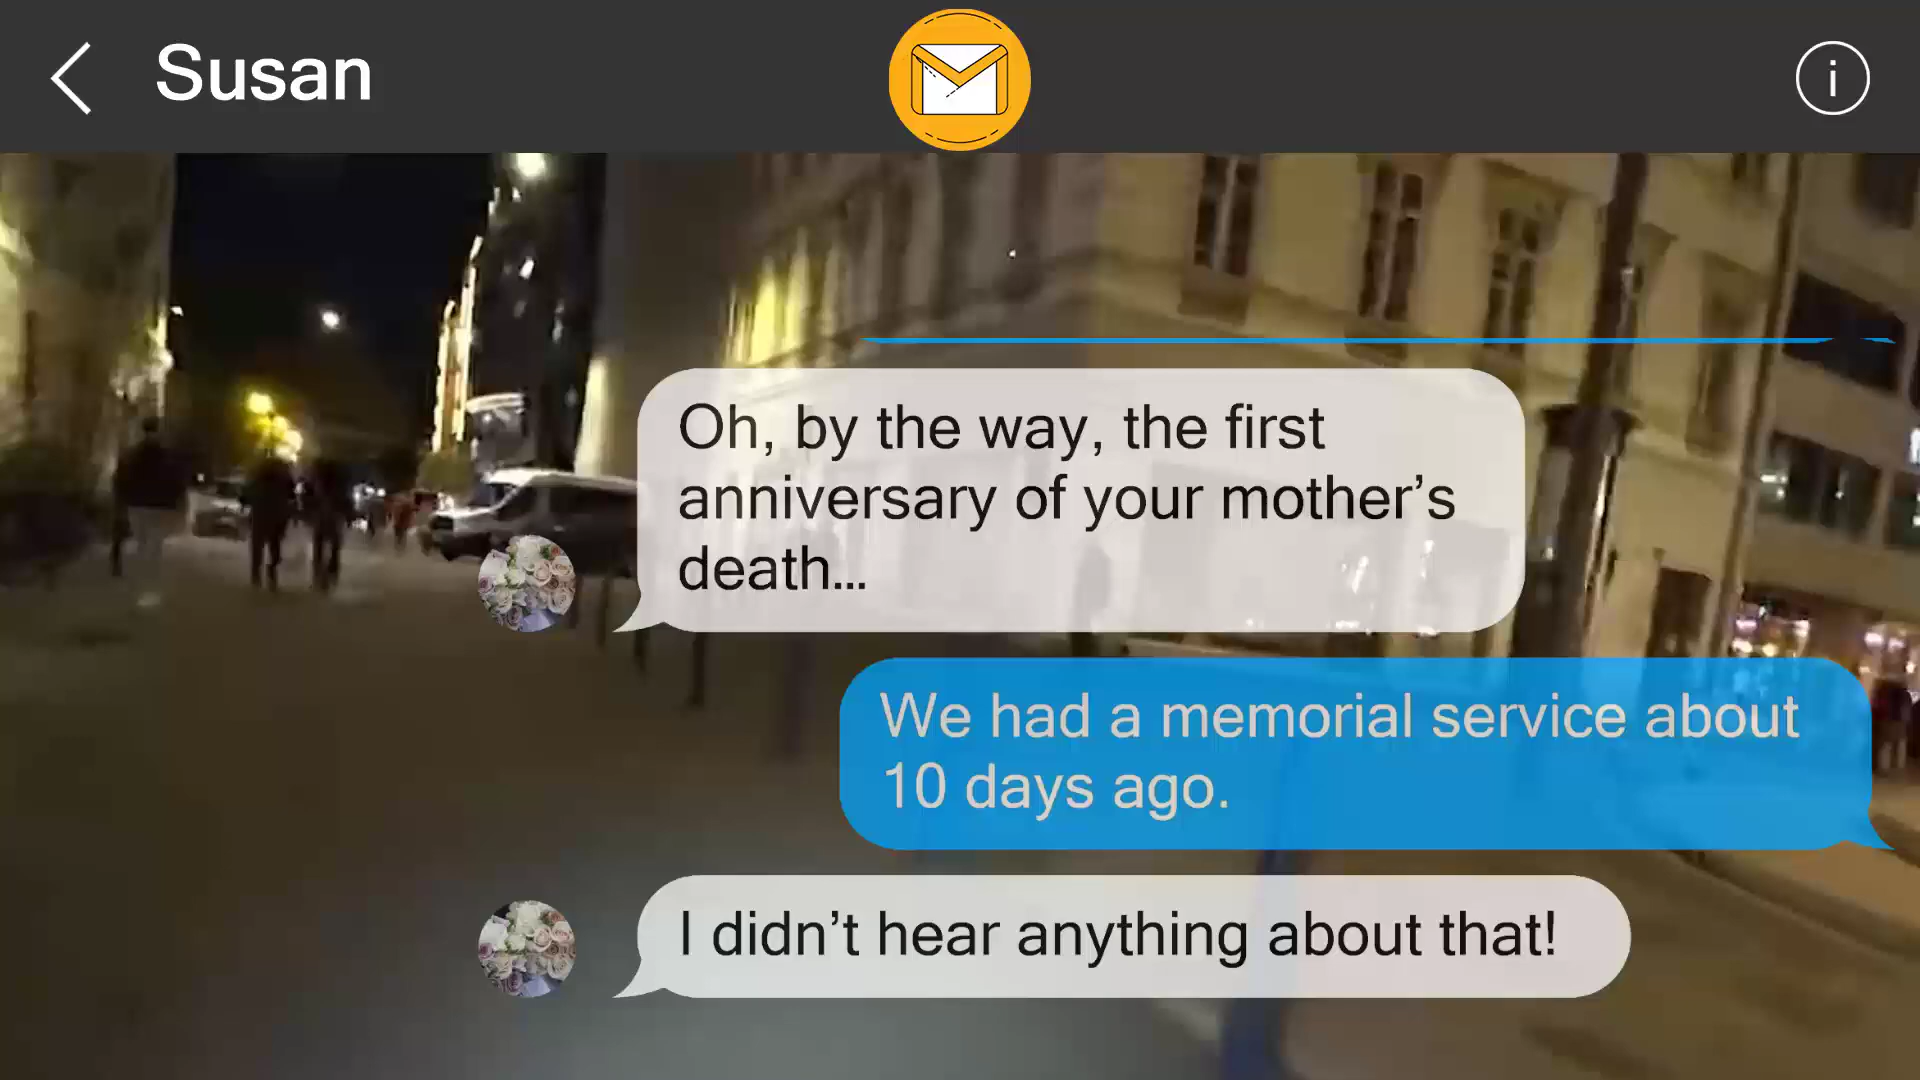 Susan
i
Oh, by the way, the first
anniversary of your mother’s
death...
We had a memorial service about
10 days ago.
I didn’t hear anything about that!